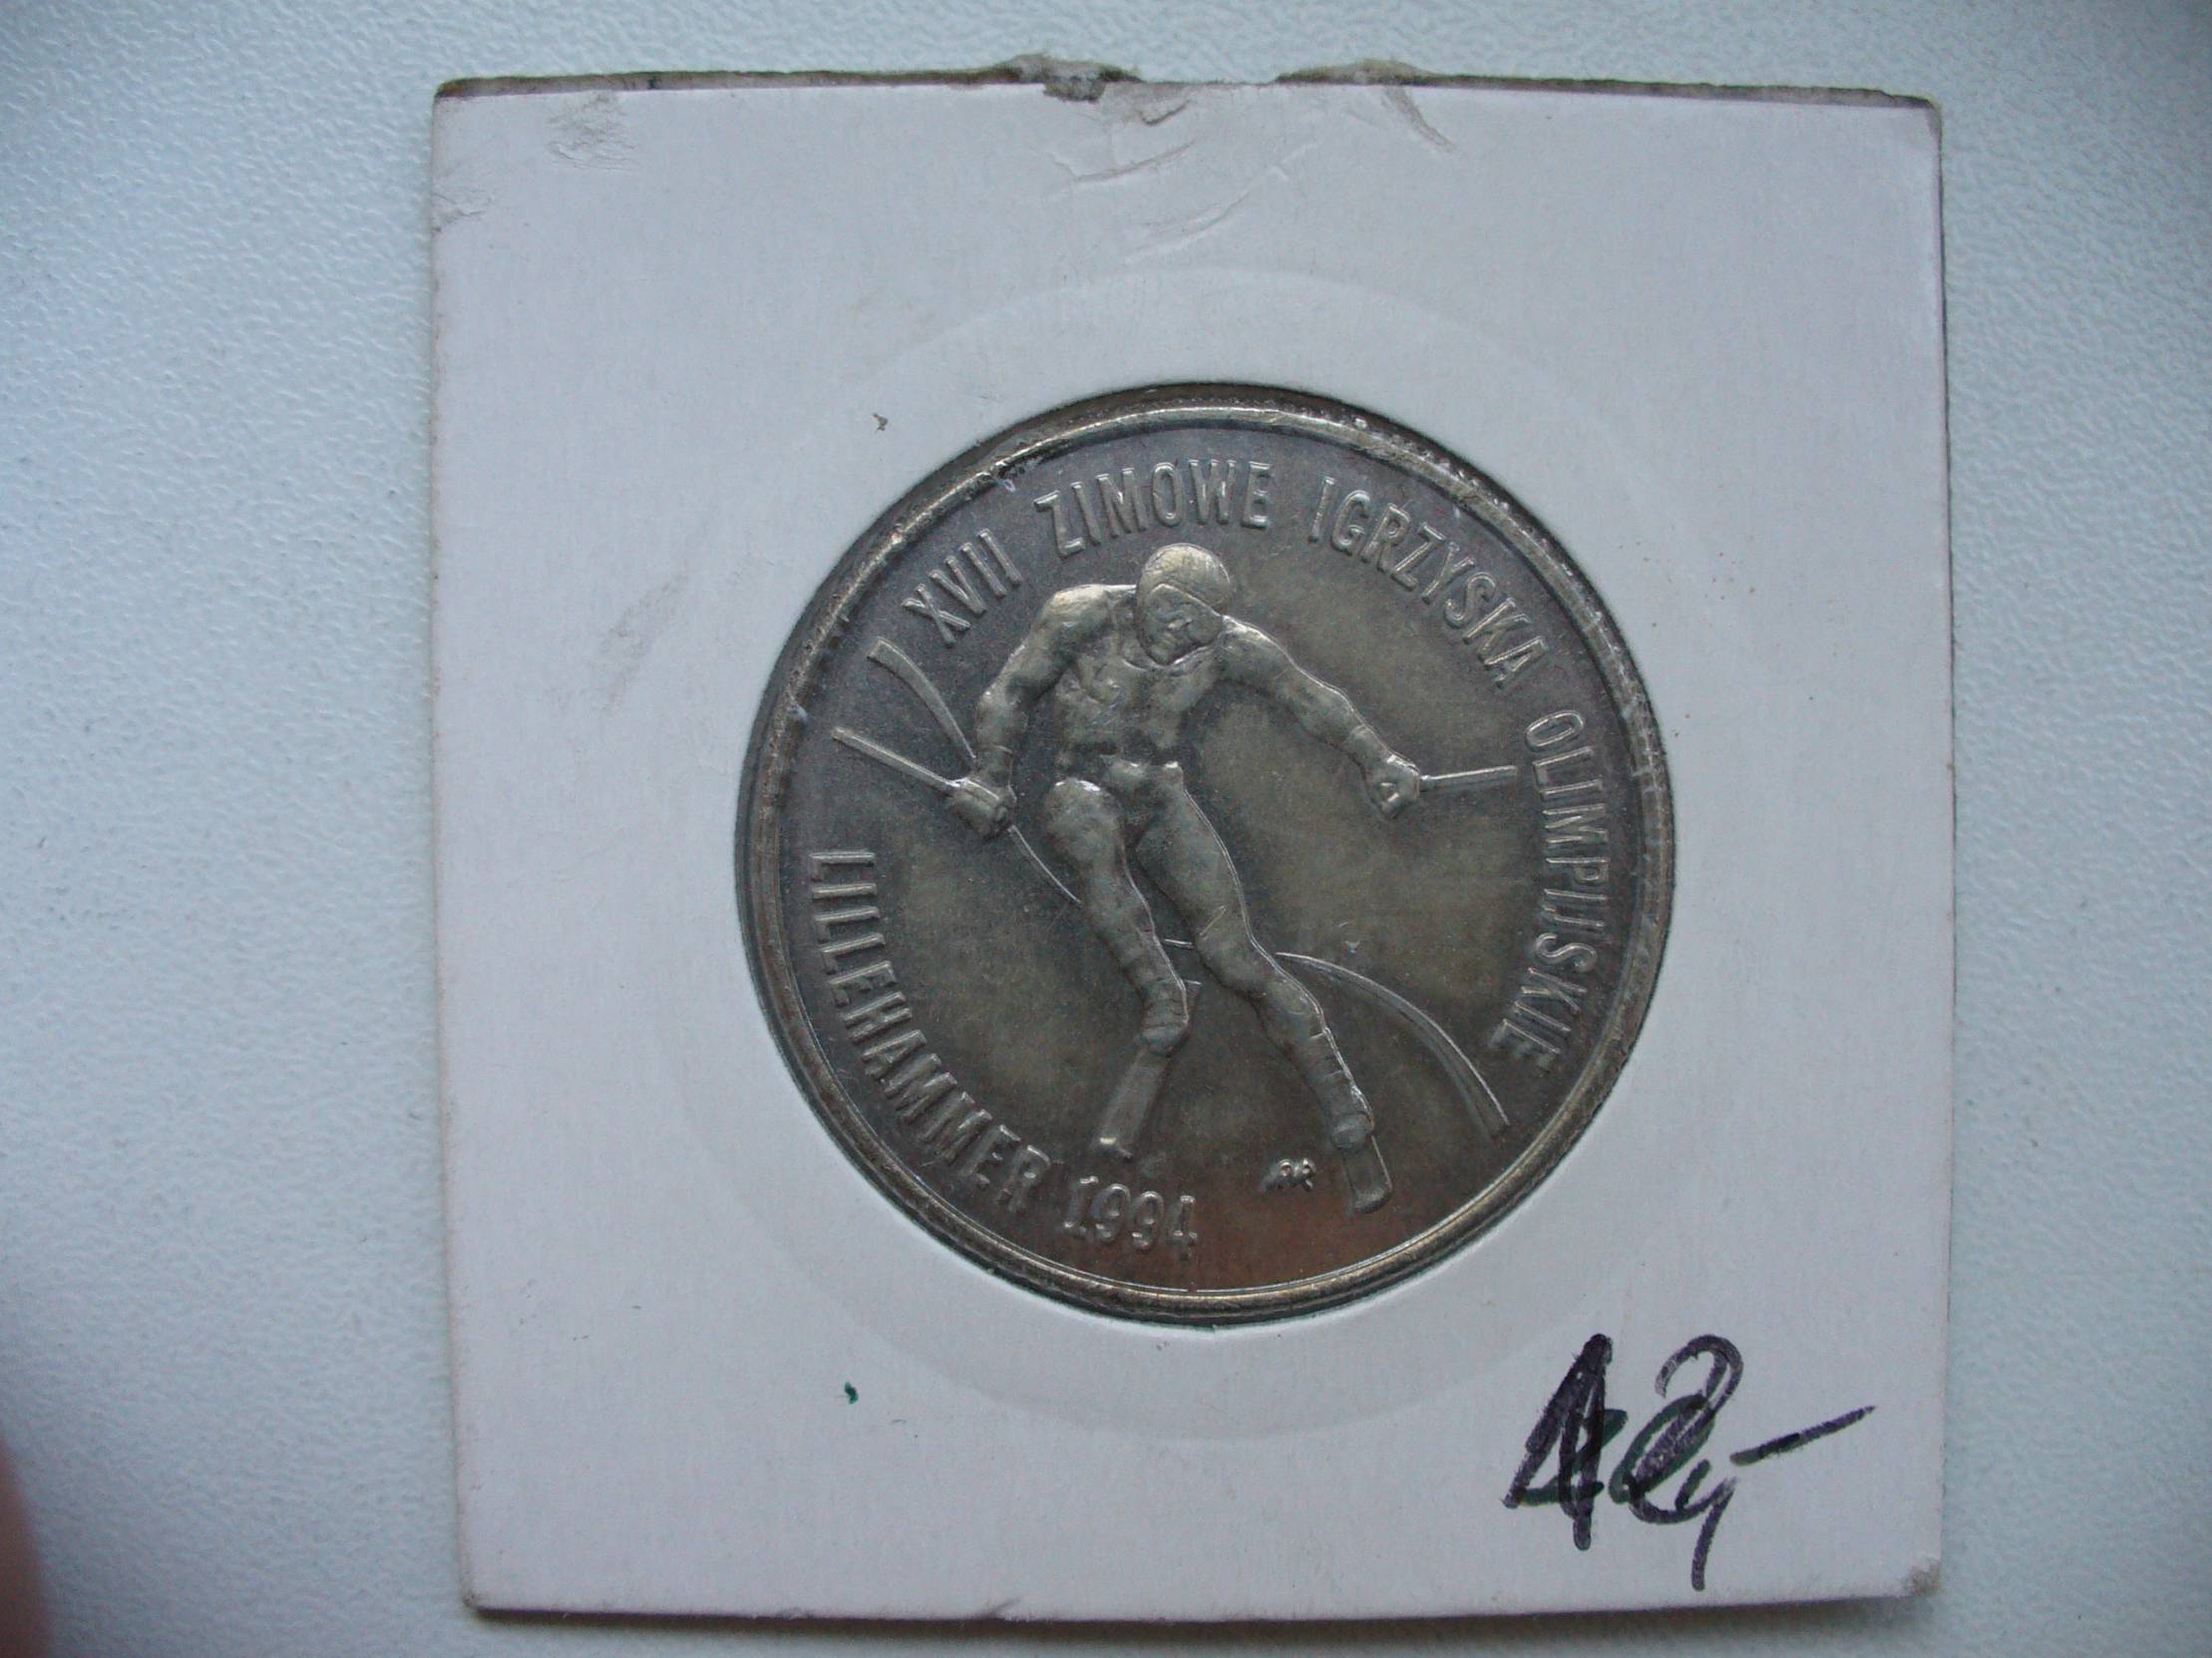 XVII ZIMOWE IGRZYSKA OLIMPIJSKIE
LILLEHAMMER 1994